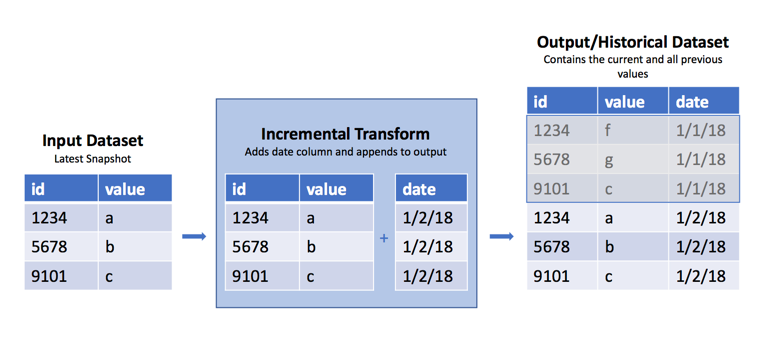 Input Dataset
Latest Snapshot
id value
1234 a
5678 b
9101 c
Incremental Transform
Adds date column and appends to output
id value date
1234 a 1/2/18
5678 b + 1/2/18
9101 c 1/2/18
Output/Historical Dataset
Contains the current and all previous
values
id value date
1234 f 1/1/18
5678 g 1/1/18
9101 c 1/1/18
1234 a 1/2/18
5678 b 1/2/18
9101 c 1/2/18